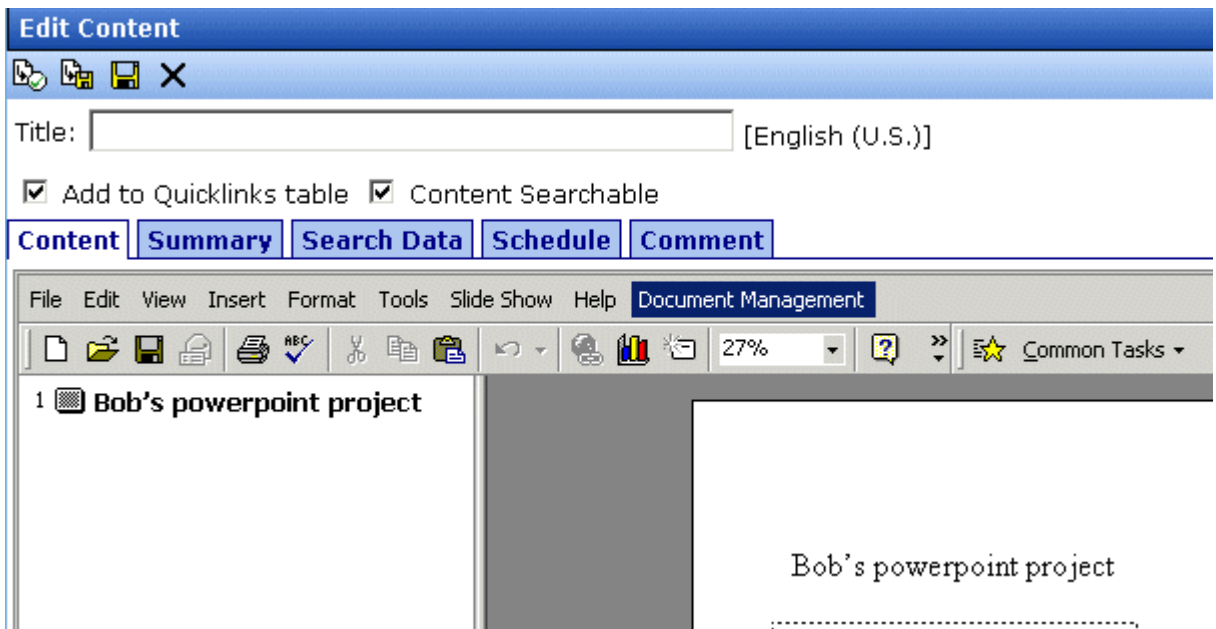 Edit Content
Title: [English (U.S.)]
Add to Quicklinks table Content Searchable
Content Summary Search Data Schedule Comment
File Edit View Insert Format Tools Slide Show Help Document Management
ABC 27% ? » Common Tasks
1 Bob's powerpoint project
Bob's powerpoint project